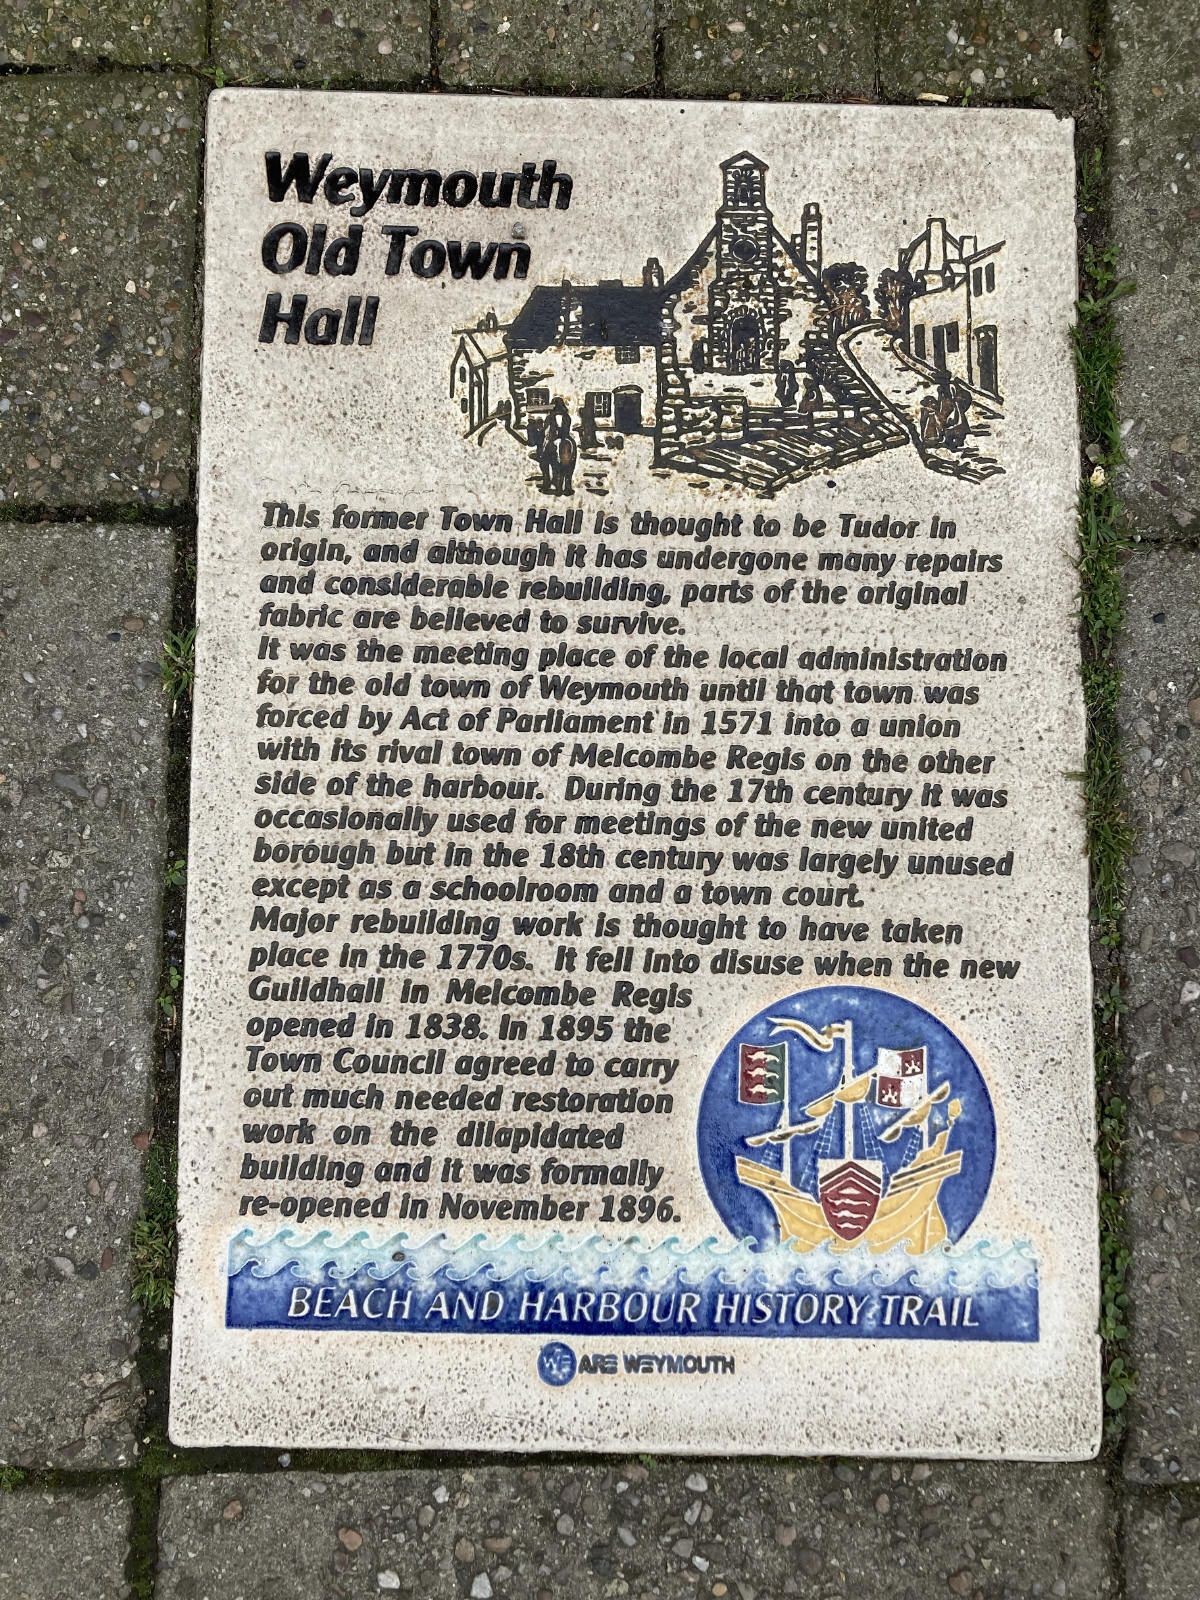 Weymouth
Old Town
Hall
This former Town Hall is thought to be Tudor in
origin, and although it has undergone many repairs
and considerable rebuilding, parts of the original
fabric are believed to survive.
It was the meeting place of the local administration
for the old town of Weymouth until that town was
forced by Act of Parliament in 1571 into a union
with its rival town of Melcombe Regis on the other
side of the harbour. During the 17th century it was
occasionally used for meetings of the new united
borough but in the 18th century was largely unused
except as a schoolroom and a town court.
Major rebuilding work is thought to have taken
place in the 1770s. It fell into disuse when the new
Guildhall in Melcombe Regis
opened in 1838. In 1895 the
Town Council agreed to carry
out much needed restoration
work on the dilapidated
building and it was formally
re-opened in November 1896.
BEACH AND HARBOUR HISTORY TRAIL
WE ARE WEYMOUTH